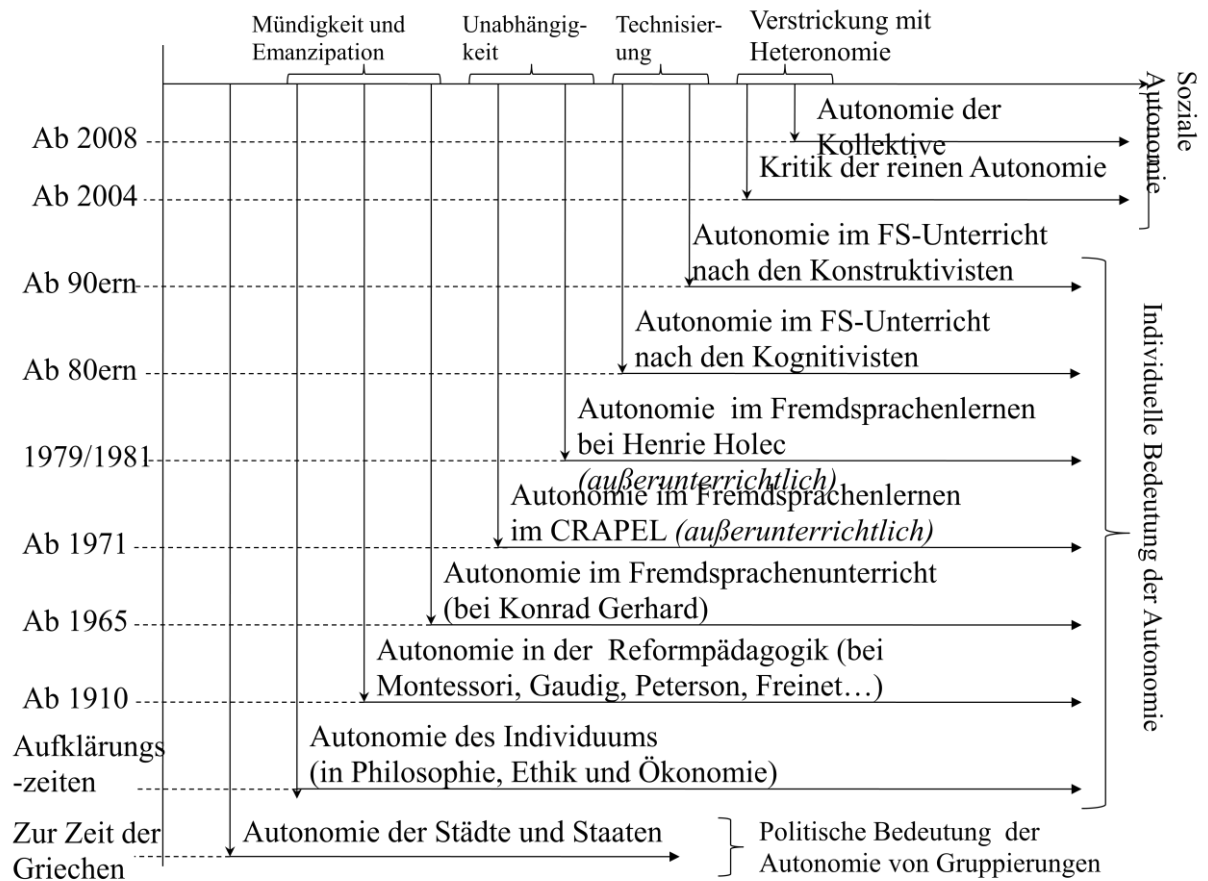 Mündigkeit und
Emanzipation
Unabhängig-
keit
Technisier-
ung
Verstrickung mit
Heteronomie
Soziale
Autonomie
Ab 2008
Autonomie der
Kollektive
Ab 2004
Kritik der reinen Autonomie
Ab 90ern
Autonomie im FS-Unterricht
nach den Konstruktivisten
Ab 80ern
Autonomie im FS-Unterricht
nach den Kognitivisten
1979/1981
Autonomie im Fremdsprachenlernen
bei Henrie Holec
(außerunterrichtlich)
Ab 1971
Autonomie im Fremdsprachenlernen
im CRAPEL (außerunterrichtlich)
Ab 1965
Autonomie im Fremdsprachenunterricht
(bei Konrad Gerhard)
Ab 1910
Autonomie in der Reformpädagogik (bei
Montessori, Gaudig, Peterson, Freinet…)
Aufklärungs
-zeiten
Autonomie des Individuums
(in Philosophie, Ethik und Ökonomie)
Individuelle Bedeutung der Autonomie
Zur Zeit der
Griechen
Autonomie der Städte und Staaten
Politische Bedeutung der
Autonomie von Gruppierungen